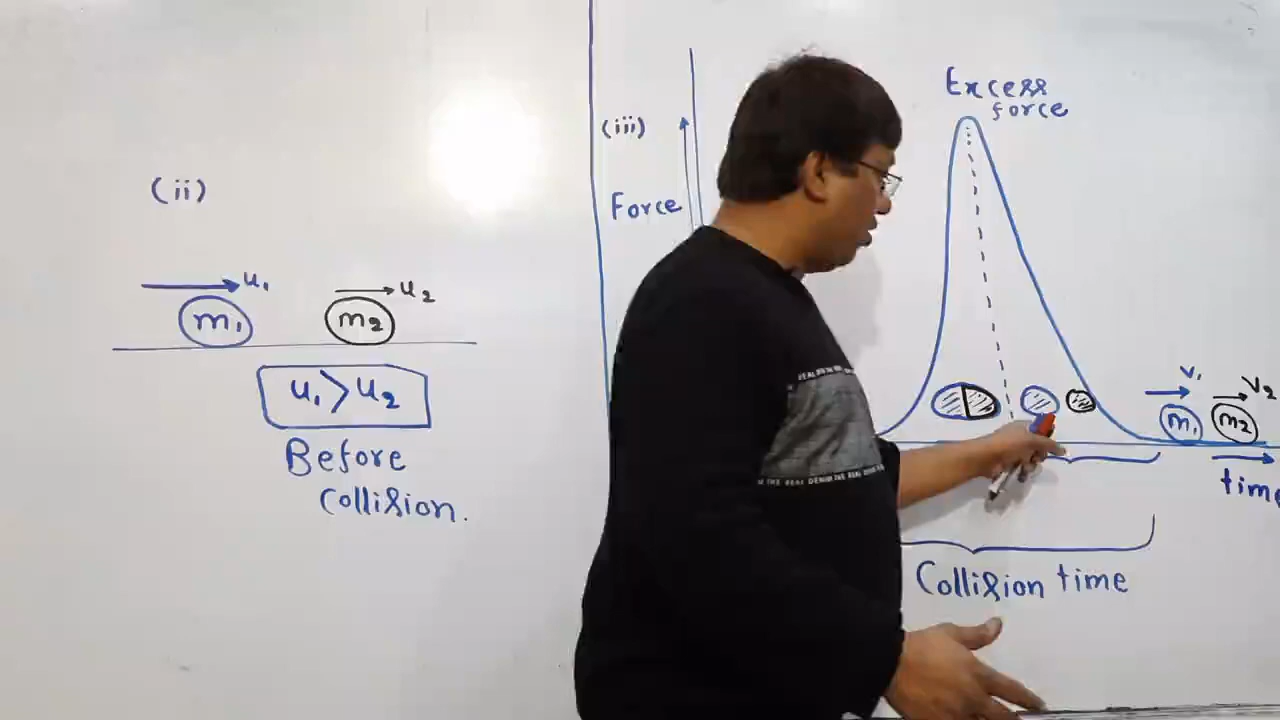 (ii)
u₁
u₂
m₁
m₂
u₁ > u₂
Before
Collision.
(iii)
Force
Excess
force
v₁
v₂
m₁
m₂
time
Collision time